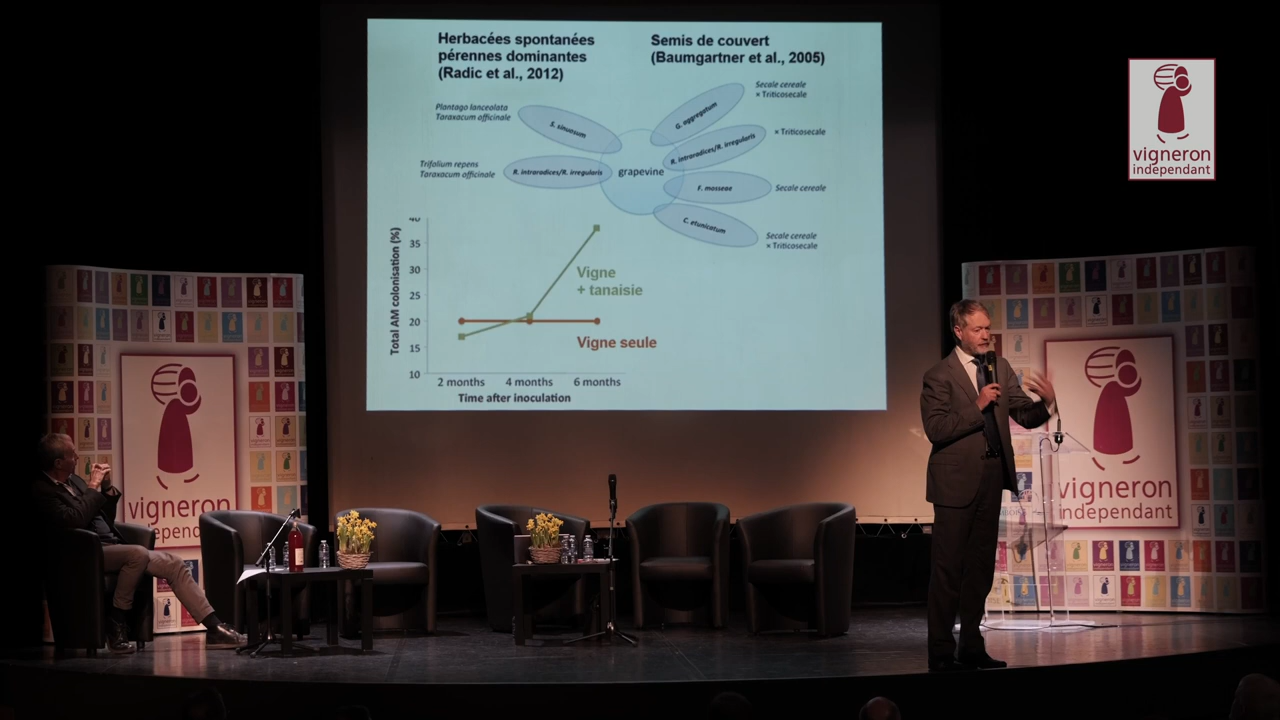 Herbacées spontanées
pérennes dominantes
(Radic et al., 2012)
Semis de couvert
(Baumgartner et al., 2005)
Plantago lanceolata
Taraxacum officinale
S. sinuosum
Trifolium repens
Taraxacum officinale
R. intraradices/R. irregularis
grapevine
G. aggregatum
Secale cereale
× Triticosecale
R. intraradices/R. irregularis
× Triticosecale
F. mosseae
Secale cereale
C. etunicatum
Secale cereale
× Triticosecale
Total AM colonisation (%)
40
35
30
25
20
15
10
Vigne
+ tanaisie
Vigne seule
2 months
4 months
6 months
Time after inoculation
vigneron
independant
vigneron
independant
vigneron
independant